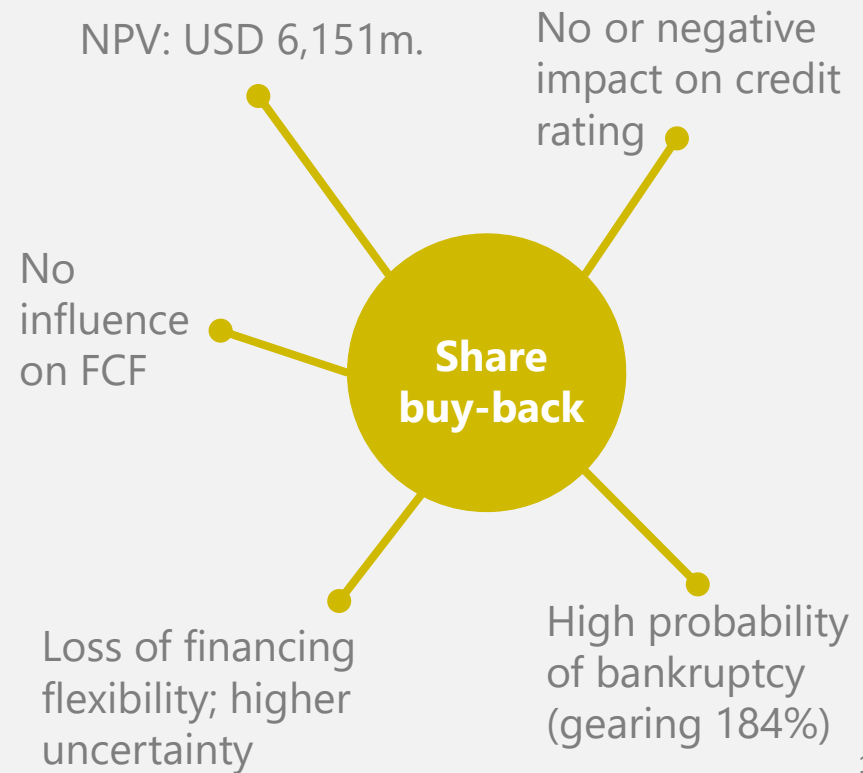 NPV: USD 6,151m.
No or negative
impact on credit
rating
No
influence
on FCF
Share
buy-back
Loss of financing
flexibility; higher
uncertainty
High probability
of bankruptcy
(gearing 184%)